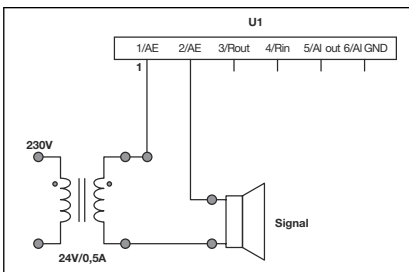 U1
1/AE 2/AE 3/Rout 4/Rin 5/AI out 6/AI GND
1
230V
Signal
24V/0,5A